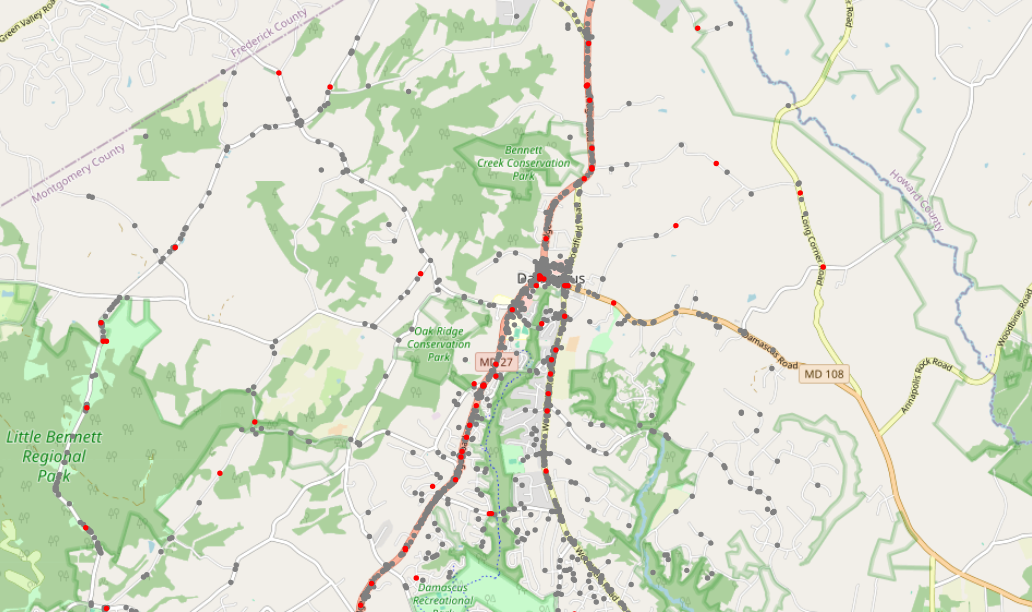 Green Valley Road
Frederick County
Montgomery County
Bennett
Creek Conservation
Park
Howard County
Long Corner
Road
Road
Woodbine Road
Oak Ridge
Conservation
Park
MD 27
Damascus Road
MD 108
Annapolis Rock Road
Little Bennett
Regional
Park
Damascus
Recreational